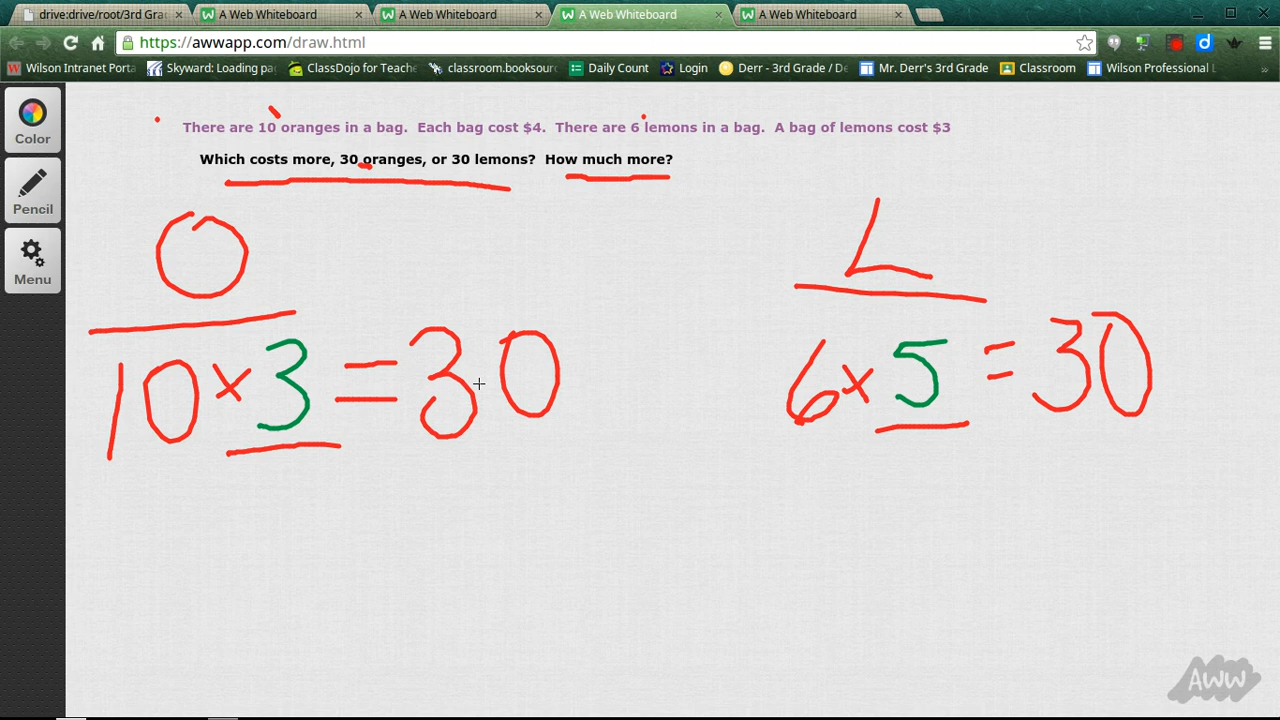 drive:drive/root/3rd Gra
A Web Whiteboard
A Web Whiteboard
A Web Whiteboard
A Web Whiteboard
https://awwapp.com/draw.html
Wilson Intranet Porta
Skyward: Loading pag
ClassDojo for Teache
classroom.booksourc
Daily Count
Login
Derr - 3rd Grade / De
Mr. Derr's 3rd Grade
Classroom
Wilson Professional L
»
Color
Pencil
Menu
There are 10 oranges in a bag. Each bag cost $4. There are 6 lemons in a bag. A bag of lemons cost $3
Which costs more, 30 oranges, or 30 lemons? How much more?
O
10 x 3 = 30
L
6 x 5 = 30
AWW